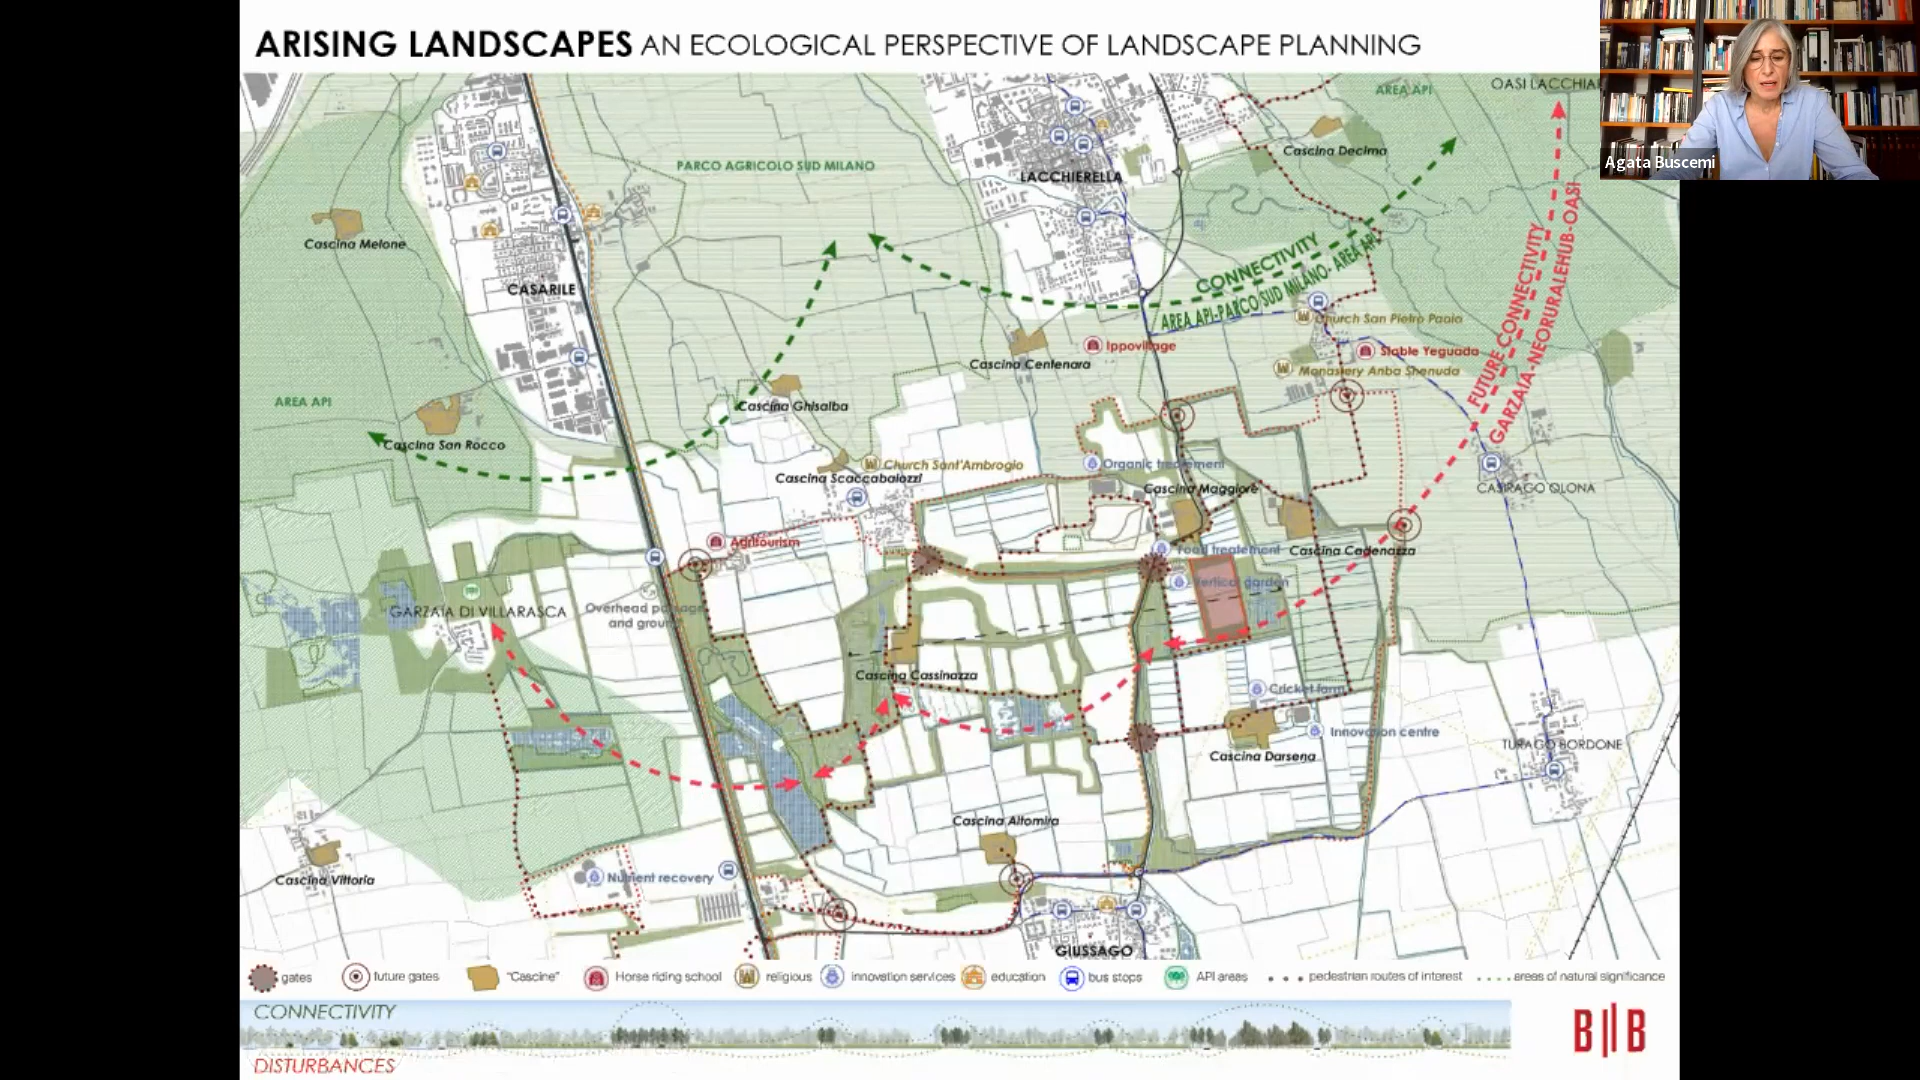 ARISING LANDSCAPES AN ECOLOGICAL PERSPECTIVE OF LANDSCAPE PLANNING
Agata Buscemi
AREA API
PARCO AGRICOLO SUD MILANO
LACCHIERELLA
Cascina Decima
Cascina Melone
CASARILE
CONNECTIVITY
AREA API-PARCO SUD MILANO- AREA API
FUTURE CONNECTIVITY
GARZAIA-NEORURALEHUB-OASI
Church San Pietro Paolo
Ippovillage
Stable Yeguada
Cascina Centenara
Monastery Anba Shenuda
AREA API
Cascina Ghisalba
Cascina San Rocco
Church Sant'Ambrogio
Organic treatement
Cascina Scaccabalozzi
Cascina Maggiore
CASIRAGO OLONA
Agritourism
Food treatement
Cascina Cadenazza
Vertical garden
GARZAIA DI VILLARASCA
Overhead passage
and ground
Cascina Cassinazza
Cricket farm
Innovation centre
Cascina Darsena
TURAGO BORDONE
Cascina Altomira
Cascina Vittoria
Nutrient recovery
GIUSSAGO
gates
future gates
"Cascine"
Horse riding school
religious
innovation services
education
bus stops
API areas
pedestrian routes of interest
areas of natural significance
CONNECTIVITY
DISTURBANCES
B||B